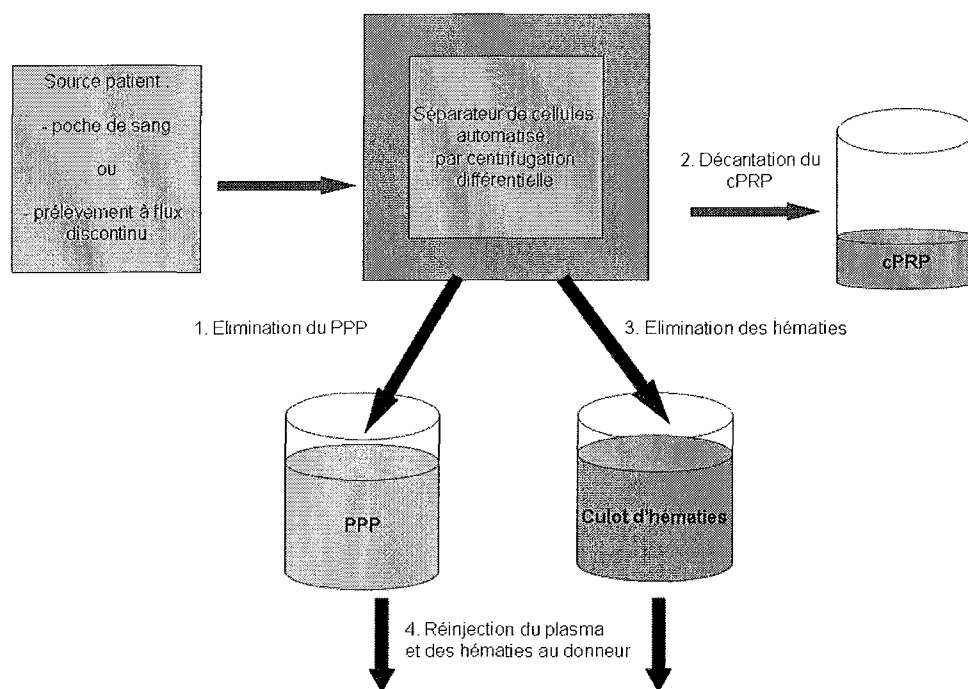 Source patient :
- poche de sang
ou
- prélèvement à flux
discontinu
Séparateur de cellules
automatisé
par centrifugation
différentielle
2. Décantation du
cPRP
cPRP
1. Elimination du PPP
3. Elimination des hématies
PPP
Culot d'hématies
4. Réinjection du plasma
et des hématies au donneur